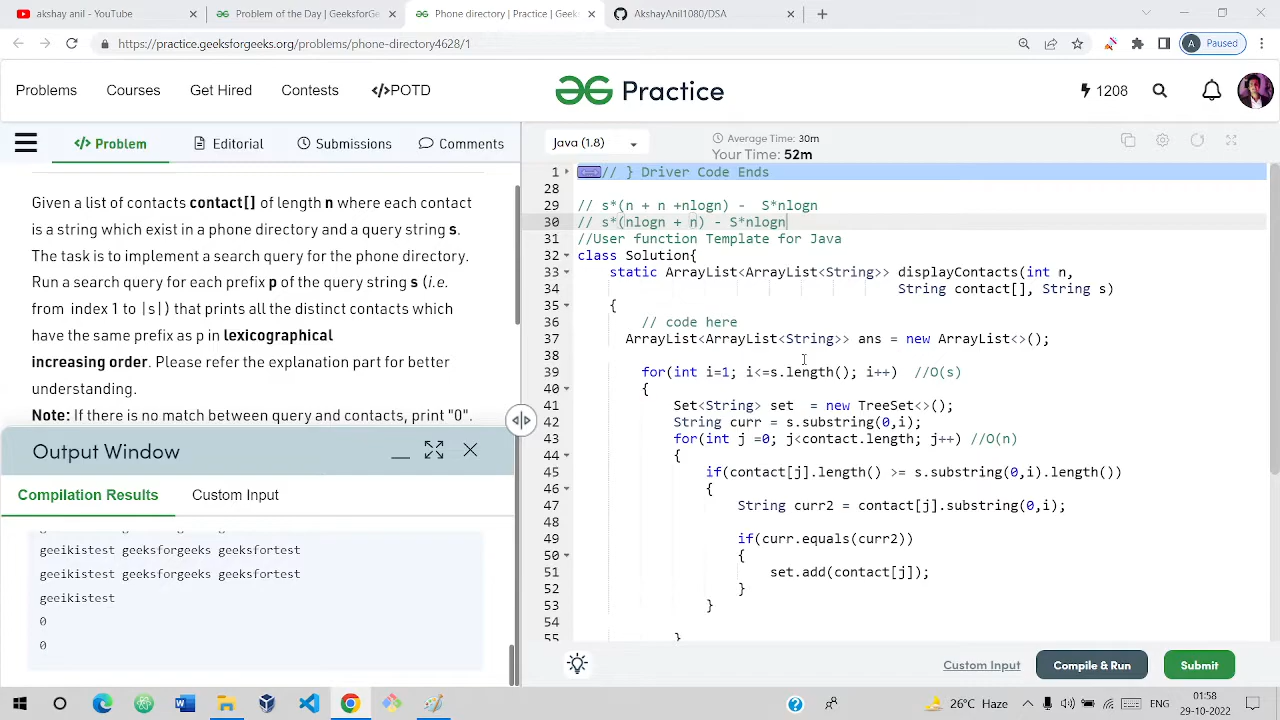 akshay anil - YouTube
Problem of the Day | GeeksforGe
Phone directory | Practice | Geek
AkshayAnil1080/DSA
https://practice.geeksforgeeks.org/problems/phone-directory4628/1
A Paused
Problems Courses Get Hired Contests </>POTD
Practice
1208
</> Problem Editorial Submissions Comments
Given a list of contacts contact[] of length n where each contact
is a string which exist in a phone directory and a query string s.
The task is to implement a search query for the phone directory.
Run a search query for each prefix p of the query string s (i.e.
from index 1 to |s|) that prints all the distinct contacts which
have the same prefix as p in lexicographical
increasing order. Please refer the explanation part for better
understanding.
Note: If there is no match between query and contacts, print "0".
Output Window
Compilation Results Custom Input
geeikistest geeksforgeeks geeksfortest
geeikistest geeksforgeeks geeksfortest
geeikistest
0
0
Java (1.8)
Average Time: 30m
Your Time: 52m
1 // } Driver Code Ends
28
29 // s*(n + n +nlogn) - S*nlogn
30 // s*(nlogn + n) - S*nlogn
31 //User function Template for Java
32 class Solution{
33 static ArrayList<ArrayList<String>> displayContacts(int n,
34 String contact[], String s)
35 {
36 // code here
37 ArrayList<ArrayList<String>> ans = new ArrayList<>();
38
39 for(int i=1; i<=s.length(); i++) //O(s)
40 {
41 Set<String> set = new TreeSet<>();
42 String curr = s.substring(0,i);
43 for(int j =0; j<contact.length; j++) //O(n)
44 {
45 if(contact[j].length() >= s.substring(0,i).length())
46 {
47 String curr2 = contact[j].substring(0,i);
48
49 if(curr.equals(curr2))
50 {
51 set.add(contact[j]);
52 }
53 }
54
55 }
Custom Input Compile & Run Submit
26°C Haze
01:58
29-10-2022